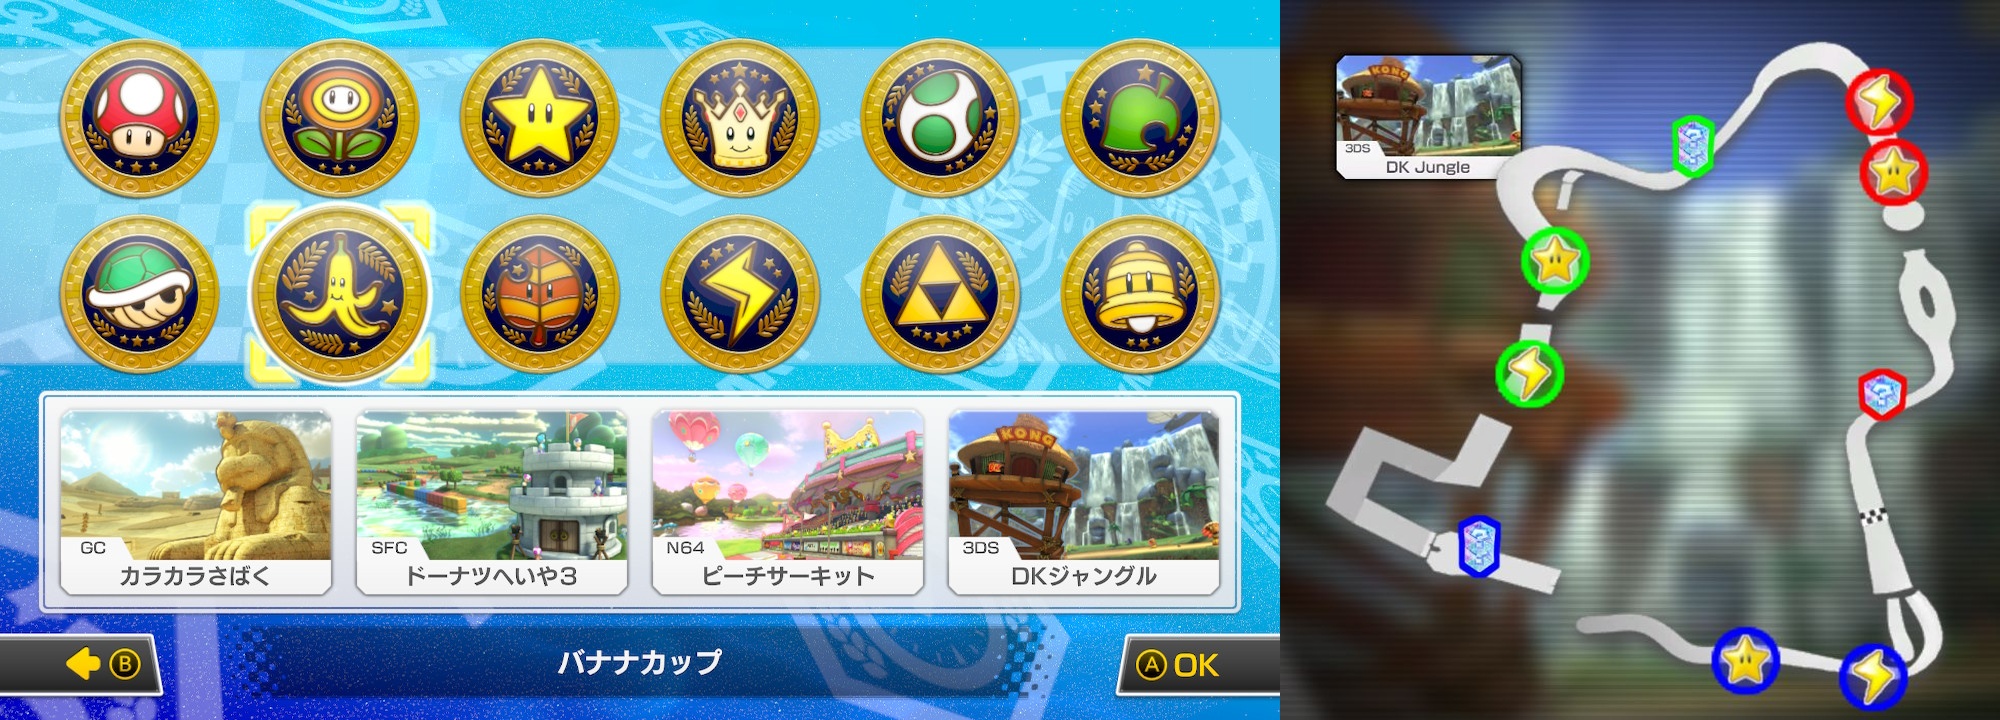 GC
カラカラさばく
SFC
ドーナツへいや3
N64
ピーチサーキット
KONG
3DS
DKジャングル
B
バナナカップ
A OK
KONG
3DS
DK Jungle